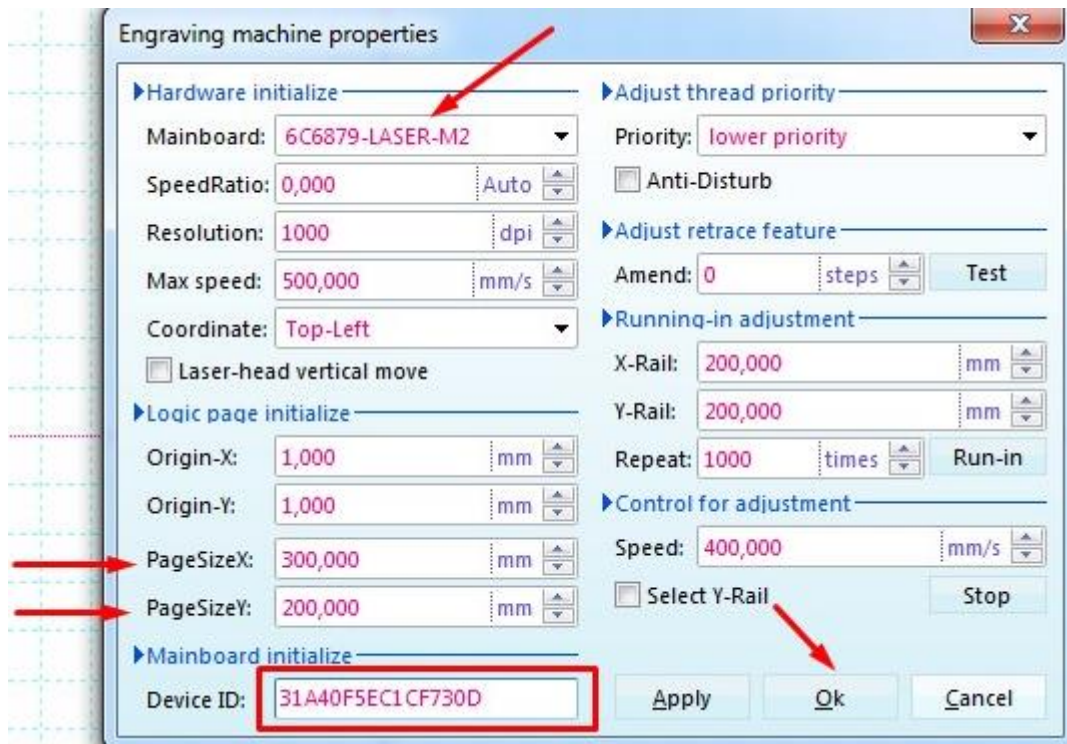 Engraving machine properties
Hardware initialize
Mainboard: 6C6879-LASER-M2
SpeedRatio: 0,000 Auto
Resolution: 1000 dpi
Max speed: 500,000 mm/s
Coordinate: Top-Left
Laser-head vertical move
Logic page initialize
Origin-X: 1,000 mm
Origin-Y: 1,000 mm
PageSizeX: 300,000 mm
PageSizeY: 200,000 mm
Mainboard initialize
Device ID: 31A40F5EC1CF730D
Adjust thread priority
Priority: lower priority
Anti-Disturb
Adjust retrace feature
Amend: 0 steps Test
Running-in adjustment
X-Rail: 200,000 mm
Y-Rail: 200,000 mm
Repeat: 1000 times Run-in
Control for adjustment
Speed: 400,000 mm/s
Select Y-Rail Stop
Apply Ok Cancel